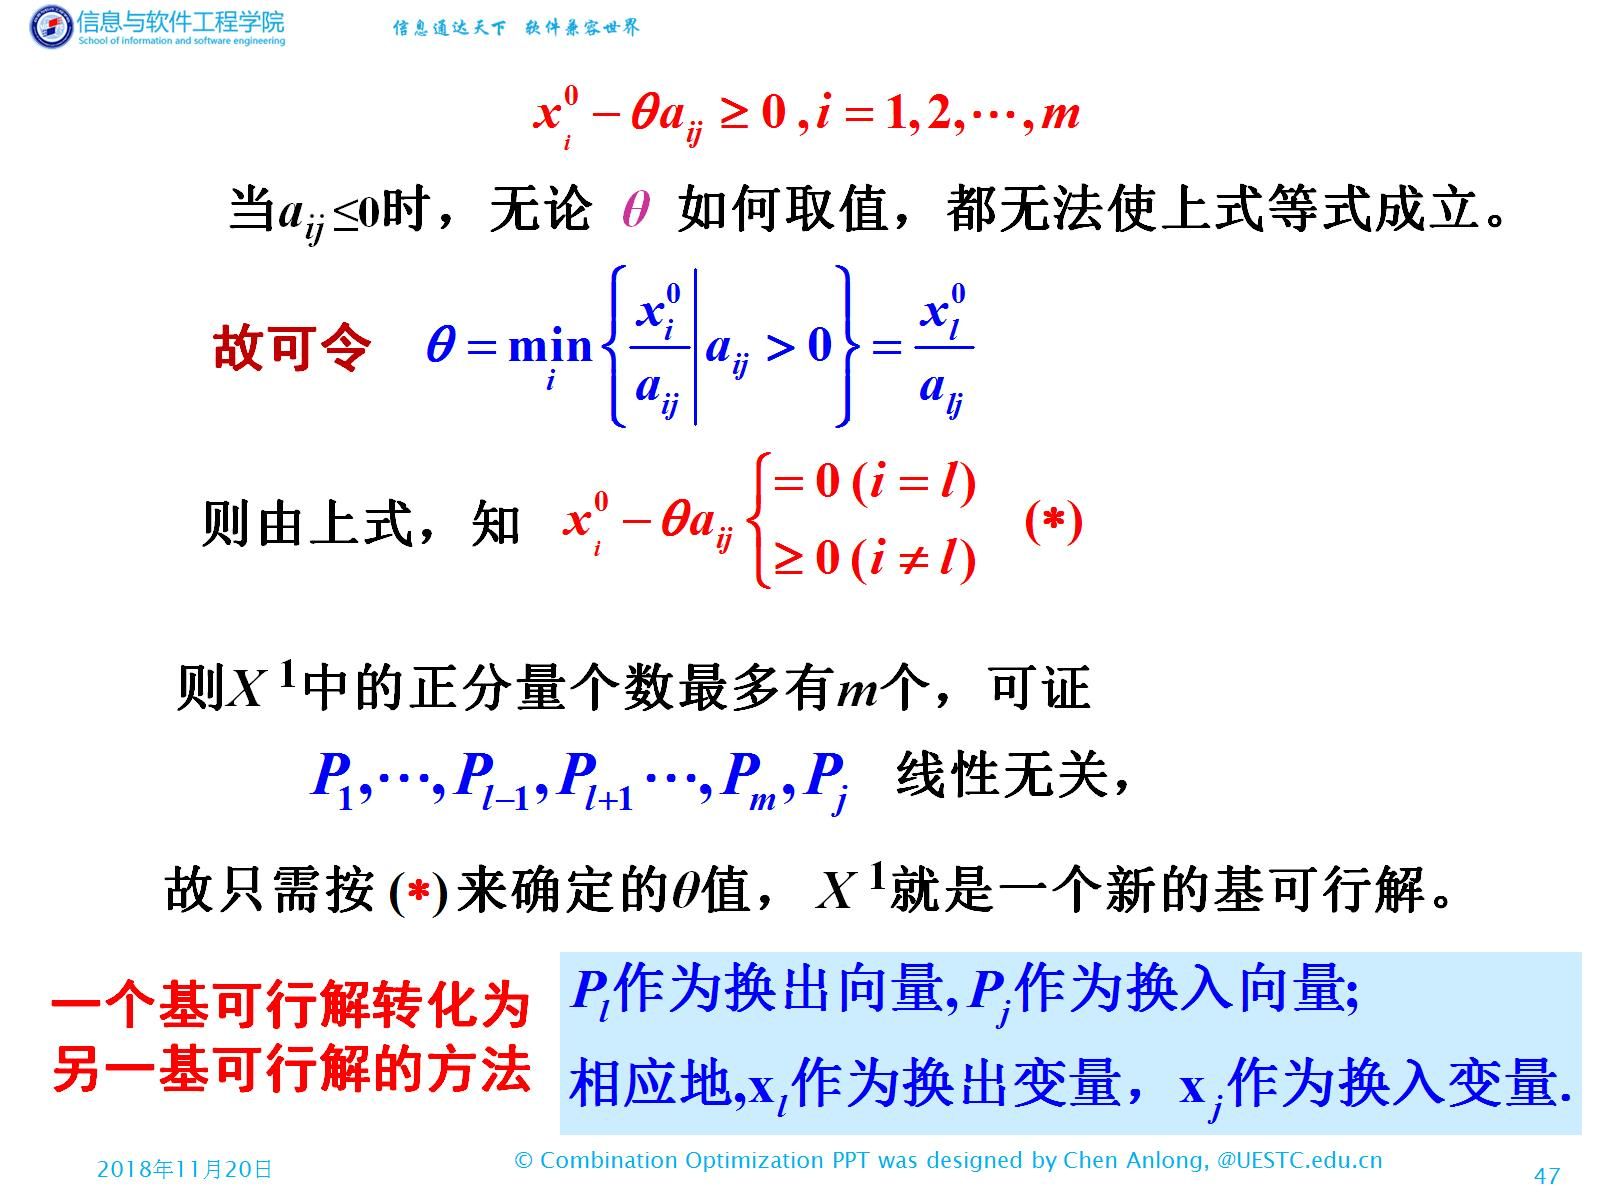 信息与软件工程学院
School of information and software engineering
信息通达天下 软件兼容世界
x_i^0 − θa_ij ≥ 0 , i = 1, 2, ⋯ , m
当a_ij ≤0时，无论 θ 如何取值，都无法使上式等式成立。
故可令 θ = min_i { x_i^0 / a_ij | a_ij > 0 } = x_l^0 / a_lj
则由上式，知 x_i^0 − θa_ij { = 0 (i = l) ≥ 0 (i ≠ l) (*)
则X^1中的正分量个数最多有m个，可证
P_1, ⋯, P_{l−1}, P_{l+1} ⋯, P_m, P_j 线性无关，
故只需按 (*) 来确定的θ值， X^1就是一个新的基可行解。
一个基可行解转化为
另一基可行解的方法
P_l作为换出向量, P_j作为换入向量;
相应地,x_l作为换出变量，x_j作为换入变量.
2018年11月20日
© Combination Optimization PPT was designed by Chen Anlong, @UESTC.edu.cn
47